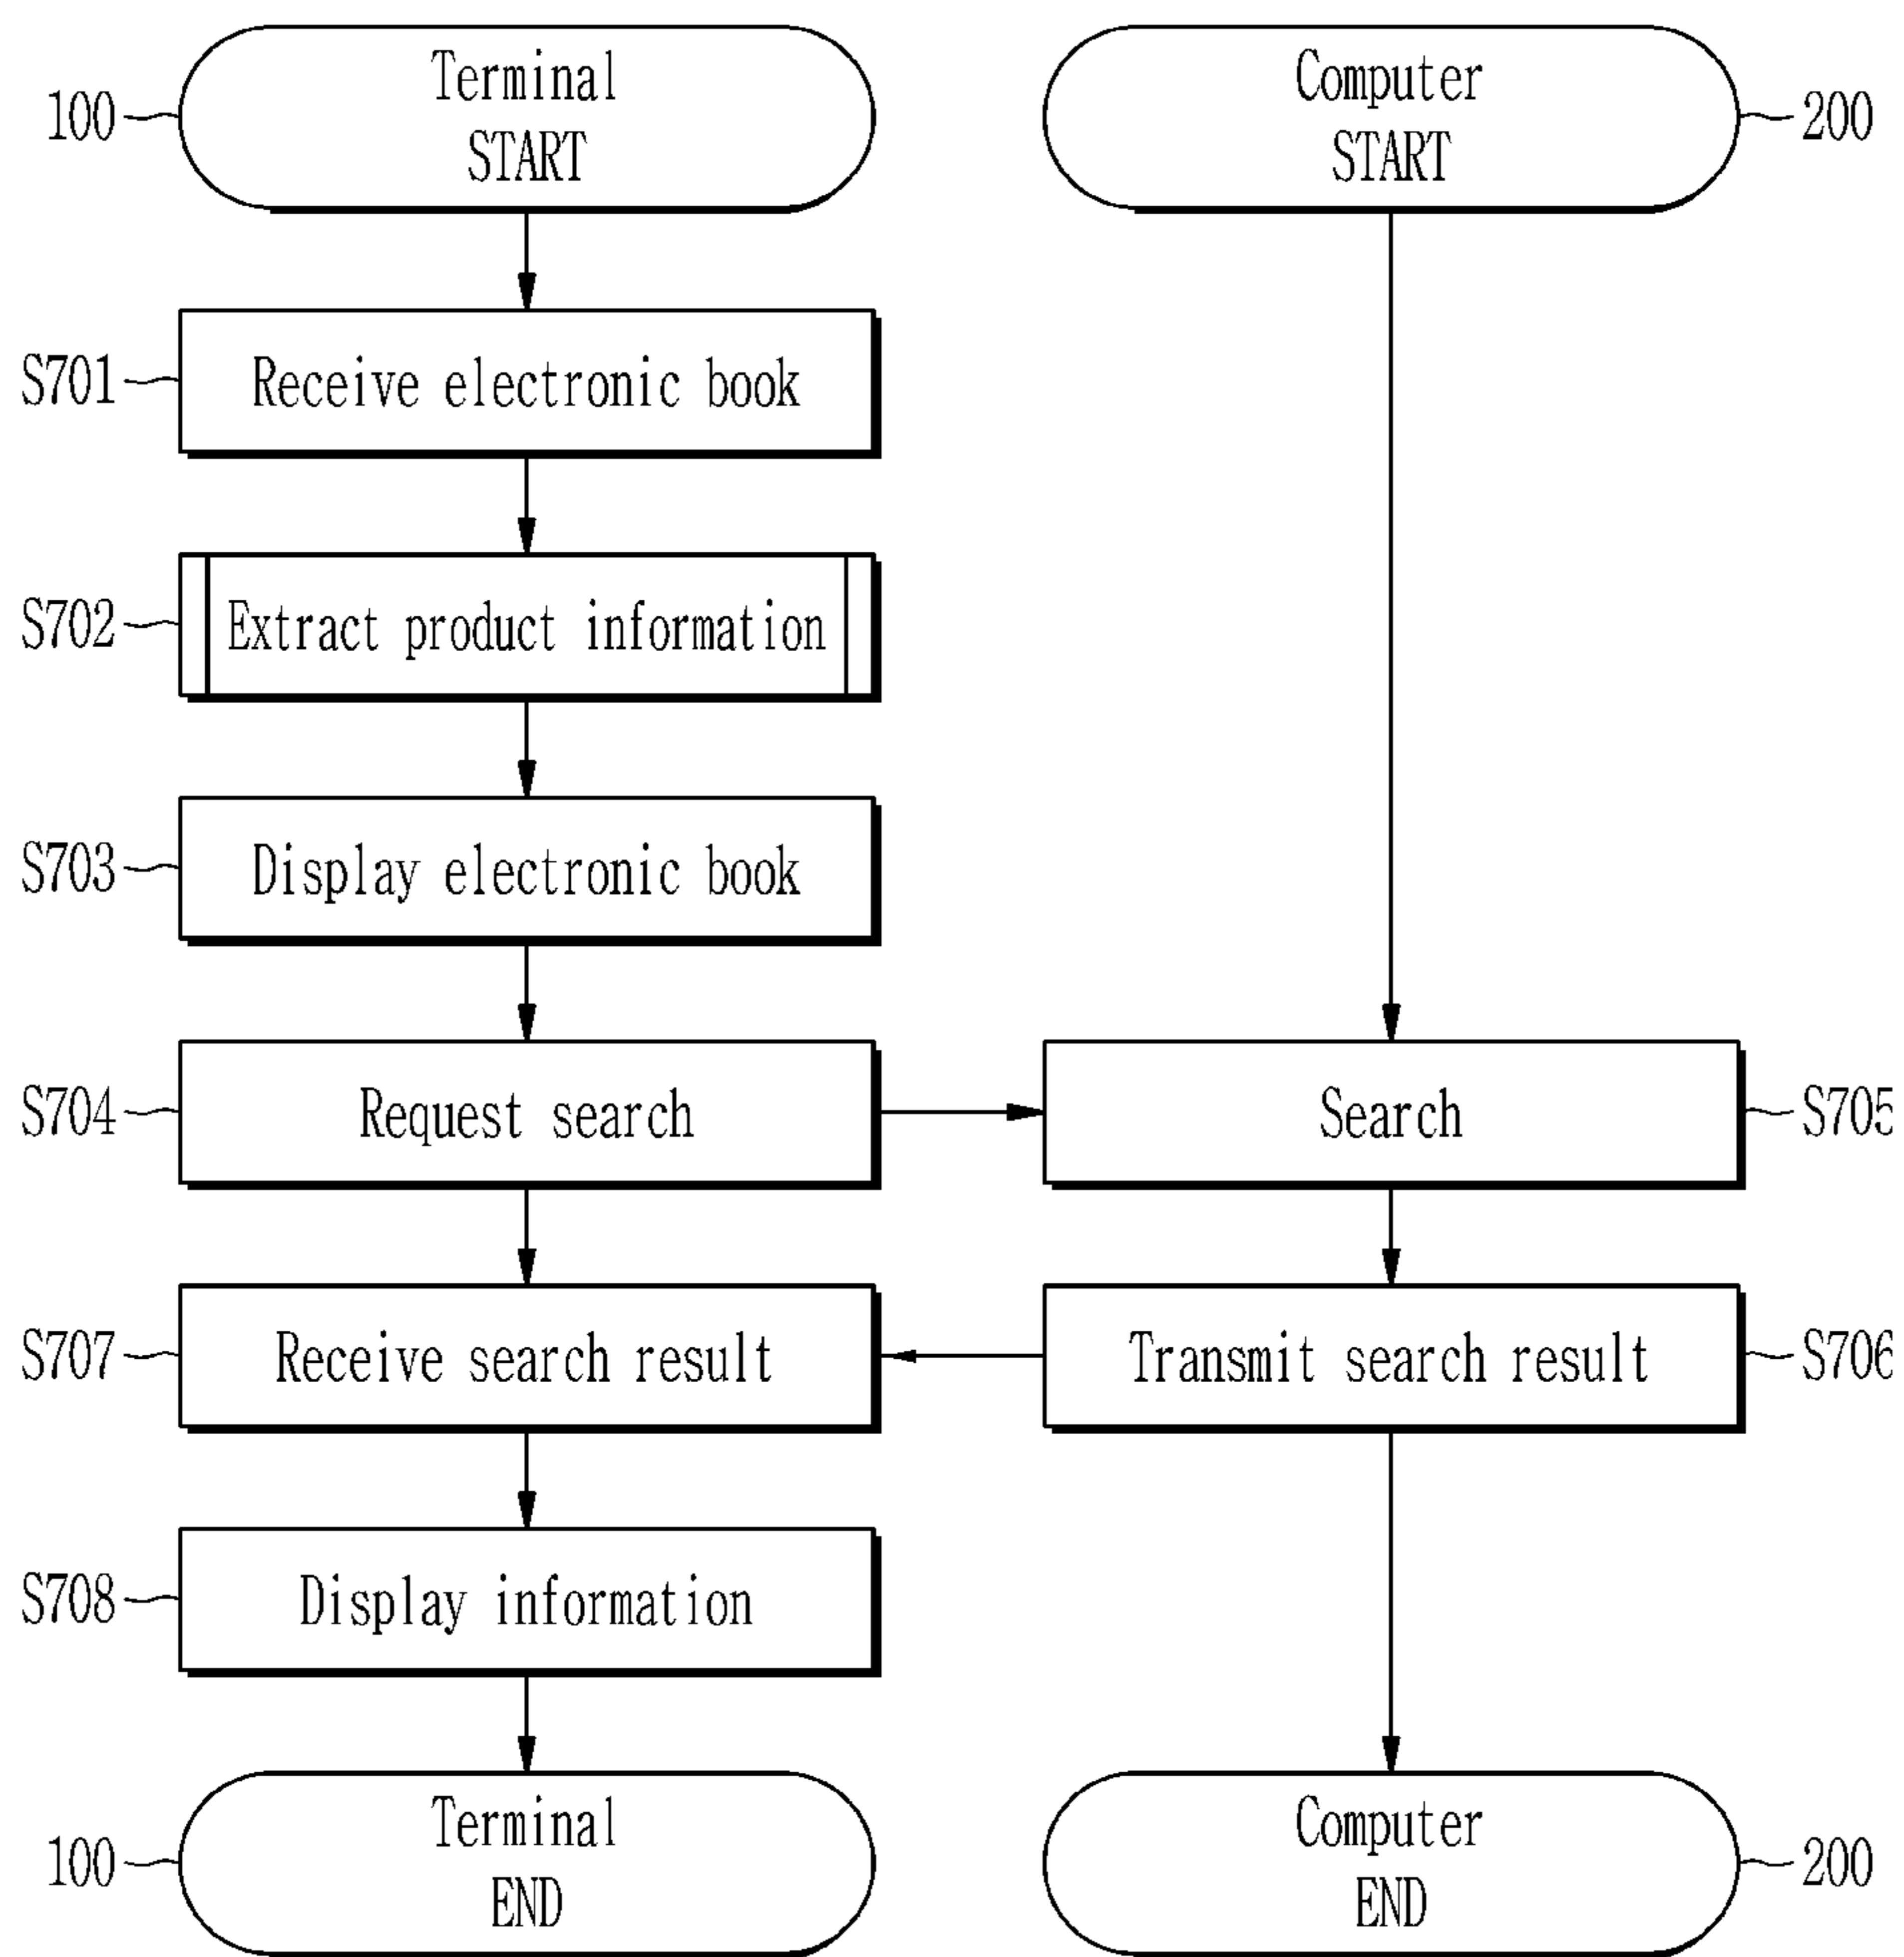 Terminal
START
100
Computer
START
200
S701
Receive electronic book
S702
Extract product information
S703
Display electronic book
S704
Request search
Search
S705
S707
Receive search result
Transmit search result
S706
S708
Display information
100
Terminal
END
Computer
END
200